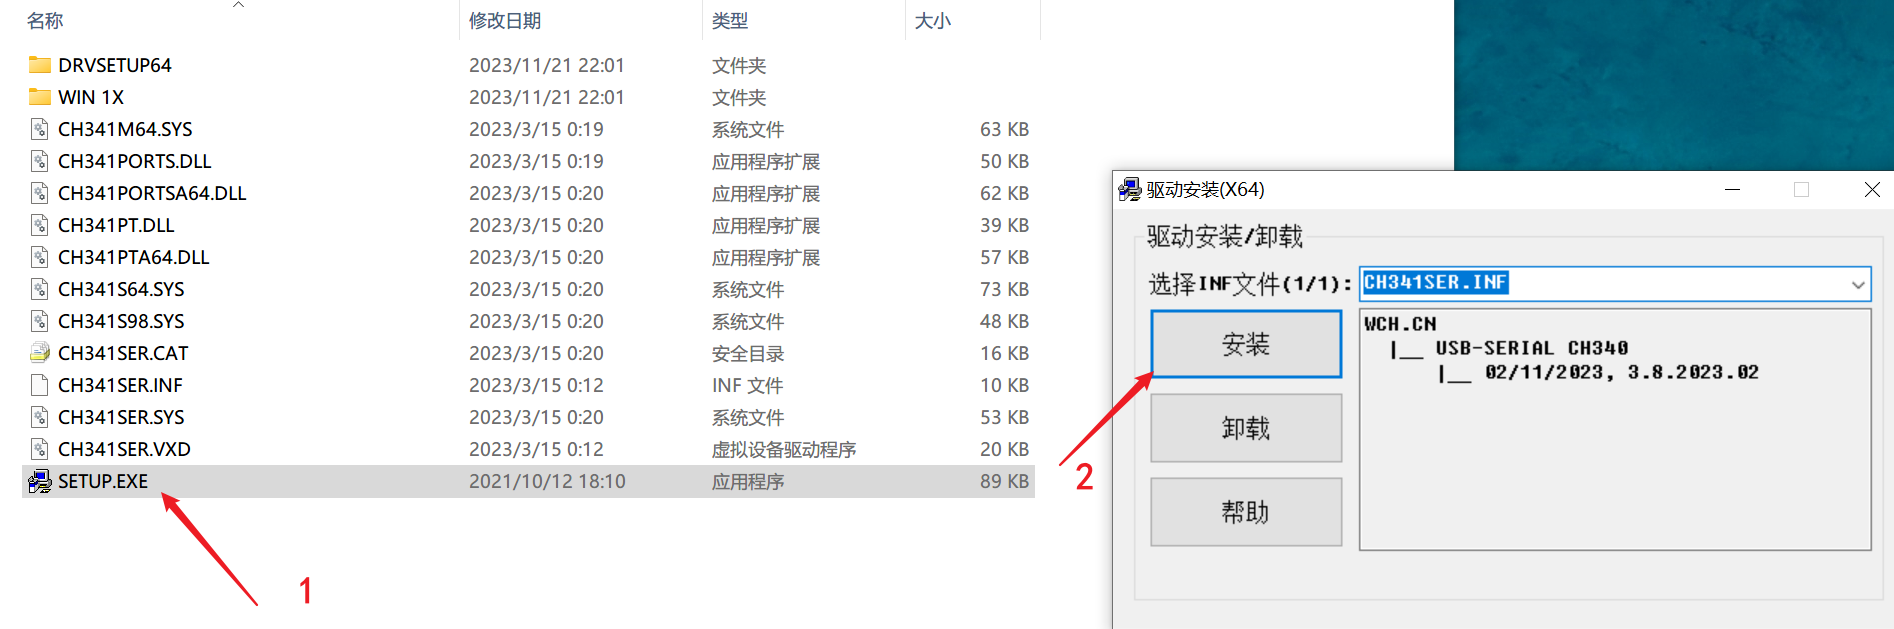 名称 修改日期 类型 大小
DRVSETUP64 2023/11/21 22:01 文件夹
WIN 1X 2023/11/21 22:01 文件夹
CH341M64.SYS 2023/3/15 0:19 系统文件 63 KB
CH341PORTS.DLL 2023/3/15 0:19 应用程序扩展 50 KB
CH341PORTSA64.DLL 2023/3/15 0:20 应用程序扩展 62 KB
CH341PT.DLL 2023/3/15 0:20 应用程序扩展 39 KB
CH341PTA64.DLL 2023/3/15 0:20 应用程序扩展 57 KB
CH341S64.SYS 2023/3/15 0:20 系统文件 73 KB
CH341S98.SYS 2023/3/15 0:20 系统文件 48 KB
CH341SER.CAT 2023/3/15 0:20 安全目录 16 KB
CH341SER.INF 2023/3/15 0:12 INF 文件 10 KB
CH341SER.SYS 2023/3/15 0:20 系统文件 53 KB
CH341SER.VXD 2023/3/15 0:12 虚拟设备驱动程序 20 KB
SETUP.EXE 2021/10/12 18:10 应用程序 89 KB
1
驱动安装(X64)
驱动安装/卸载
选择INF文件(1/1): CH341SER.INF
安装
卸载
帮助
WCH.CN
|__ USB-SERIAL CH340
|__ 02/11/2023, 3.8.2023.02
2